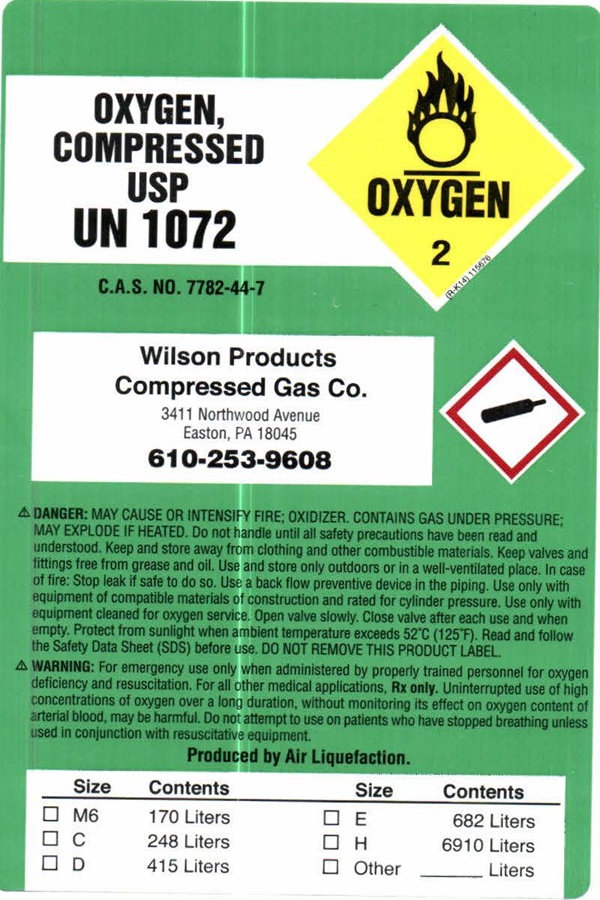 OXYGEN,
COMPRESSED
USP
UN 1072
OXYGEN
2
(R-K14) 115676
C.A.S. NO. 7782-44-7
Wilson Products
Compressed Gas Co.
3411 Northwood Avenue
Easton, PA 18045
610-253-9608
⚠ DANGER: MAY CAUSE OR INTENSIFY FIRE; OXIDIZER. CONTAINS GAS UNDER PRESSURE;
MAY EXPLODE IF HEATED. Do not handle until all safety precautions have been read and
understood. Keep and store away from clothing and other combustible materials. Keep valves and
fittings free from grease and oil. Use and store only outdoors or in a well-ventilated place. In case
of fire: Stop leak if safe to do so. Use a back flow preventive device in the piping. Use only with
equipment of compatible materials of construction and rated for cylinder pressure. Use only with
equipment cleaned for oxygen service. Open valve slowly. Close valve after each use and when
empty. Protect from sunlight when ambient temperature exceeds 52˚C (125˚F). Read and follow
the Safety Data Sheet (SDS) before use. DO NOT REMOVE THIS PRODUCT LABEL.
⚠ WARNING: For emergency use only when administered by properly trained personnel for oxygen
deficiency and resuscitation. For all other medical applications, Rx only. Uninterrupted use of high
concentrations of oxygen over a long duration, without monitoring its effect on oxygen content of
arterial blood, may be harmful. Do not attempt to use on patients who have stopped breathing unless
used in conjunction with resuscitative equipment.
Produced by Air Liquefaction.
Size Contents Size Contents
☐ M6 170 Liters ☐ E 682 Liters
☐ C 248 Liters ☐ H 6910 Liters
☐ D 415 Liters ☐ Other ______ Liters